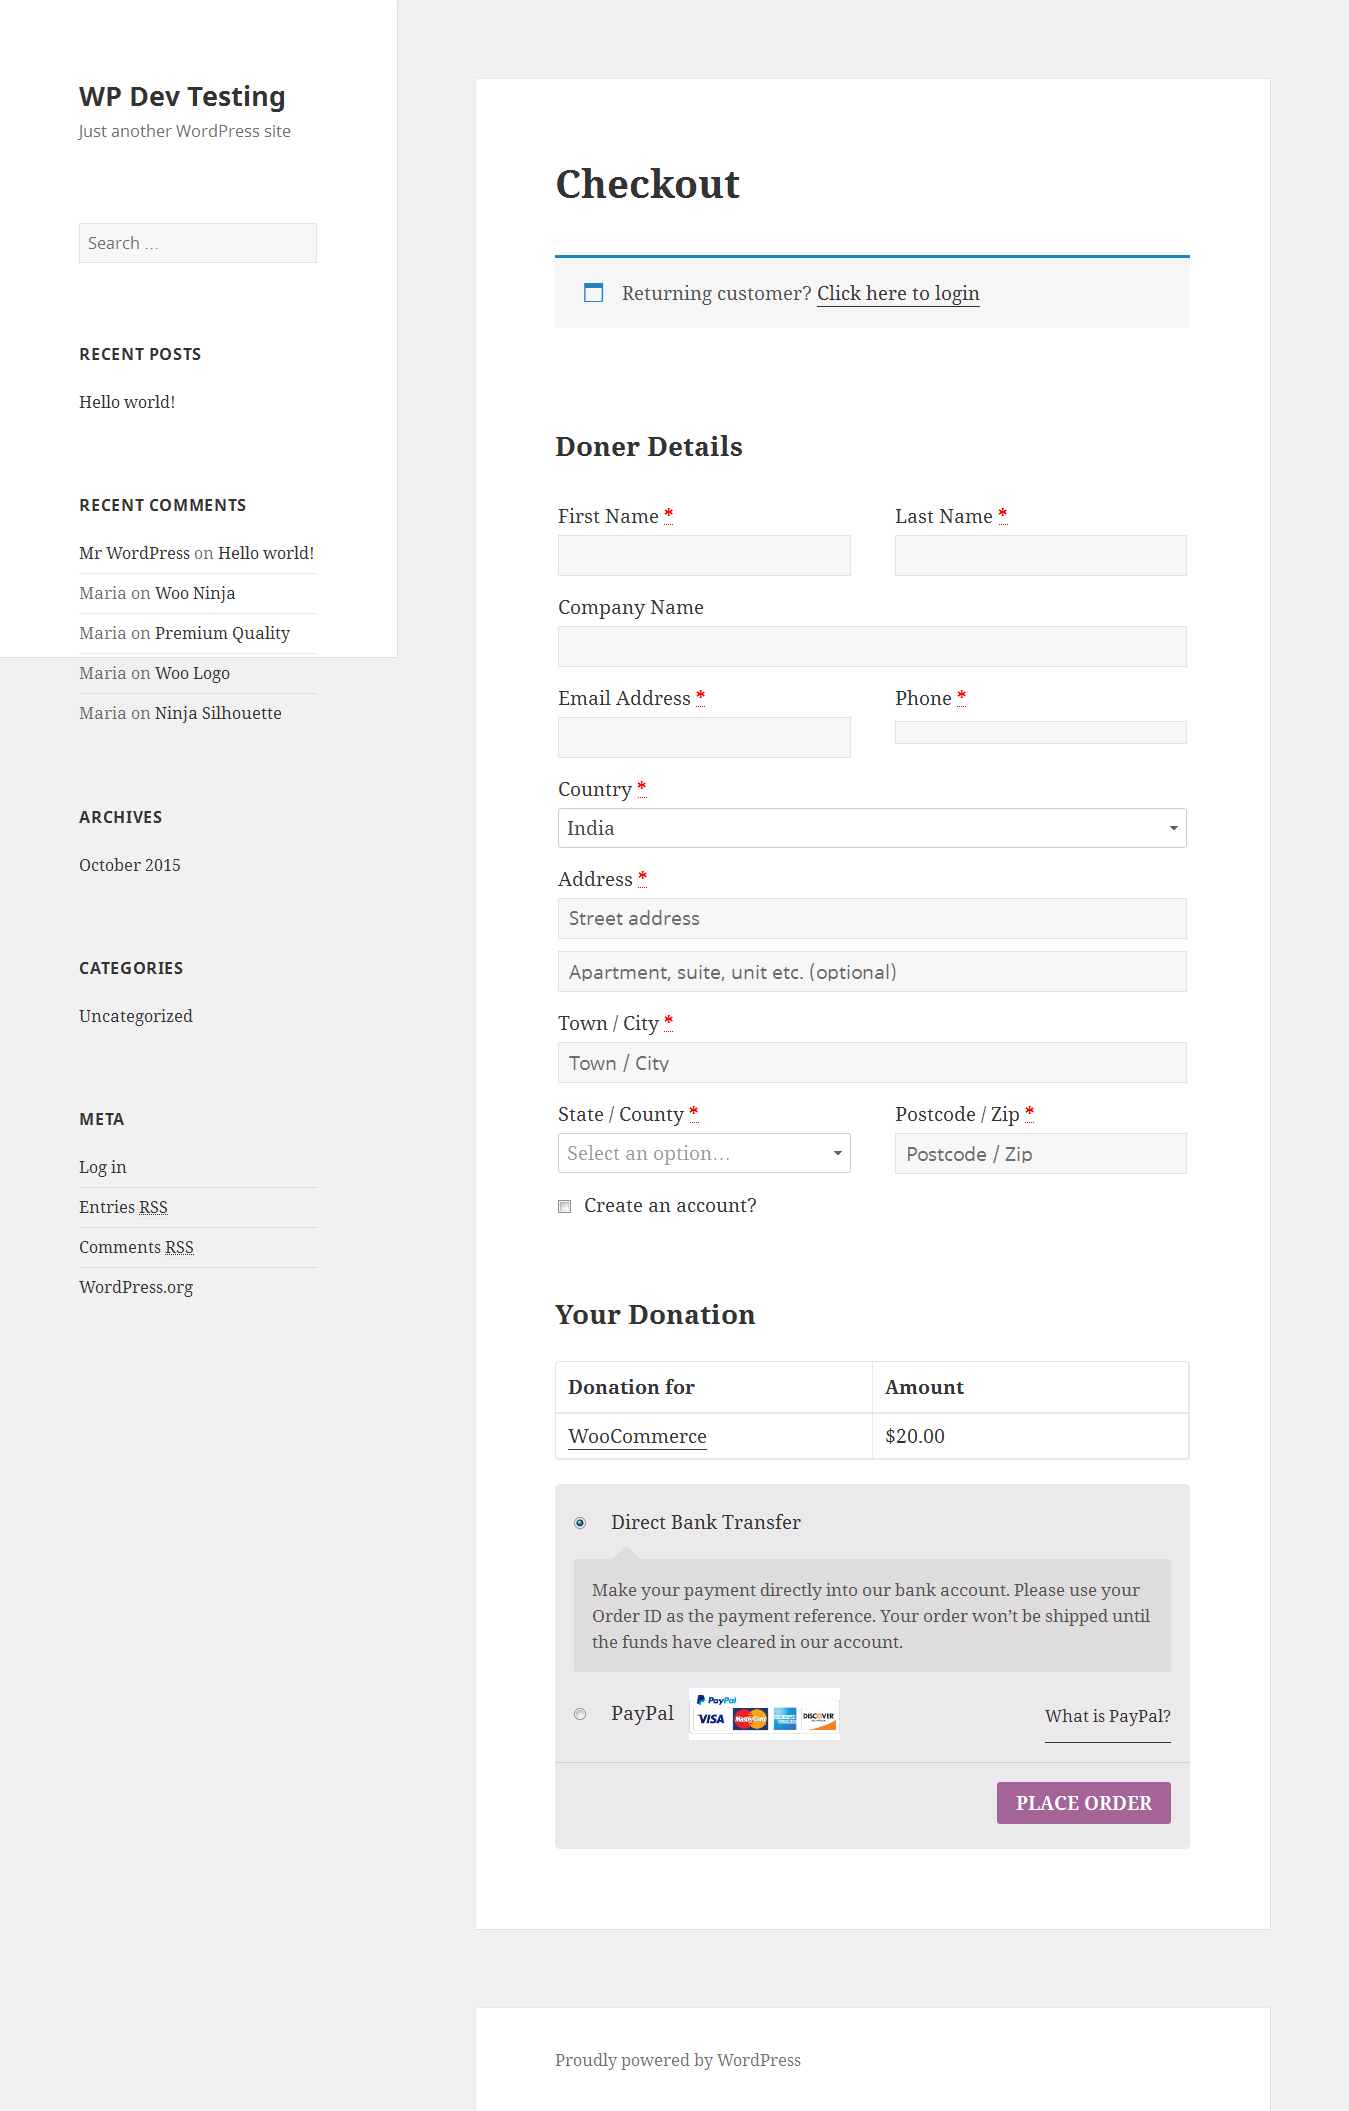 WP Dev Testing
Just another WordPress site
Search ...
RECENT POSTS
Hello world!
RECENT COMMENTS
Mr WordPress on Hello world!
Maria on Woo Ninja
Maria on Premium Quality
Maria on Woo Logo
Maria on Ninja Silhouette
ARCHIVES
October 2015
CATEGORIES
Uncategorized
META
Log in
Entries RSS
Comments RSS
WordPress.org
Checkout
Returning customer? Click here to login
Doner Details
First Name * Last Name *
Company Name
Email Address * Phone *
Country *
India
Address *
Street address
Apartment, suite, unit etc. (optional)
Town / City *
Town / City
State / County * Postcode / Zip *
Select an option... Postcode / Zip
Create an account?
Your Donation
Donation for Amount
WooCommerce $20.00
Direct Bank Transfer
Make your payment directly into our bank account. Please use your
Order ID as the payment reference. Your order won’t be shipped until
the funds have cleared in our account.
PayPal
PayPal
VISA MasterCard DISCOVER
What is PayPal?
PLACE ORDER
Proudly powered by WordPress